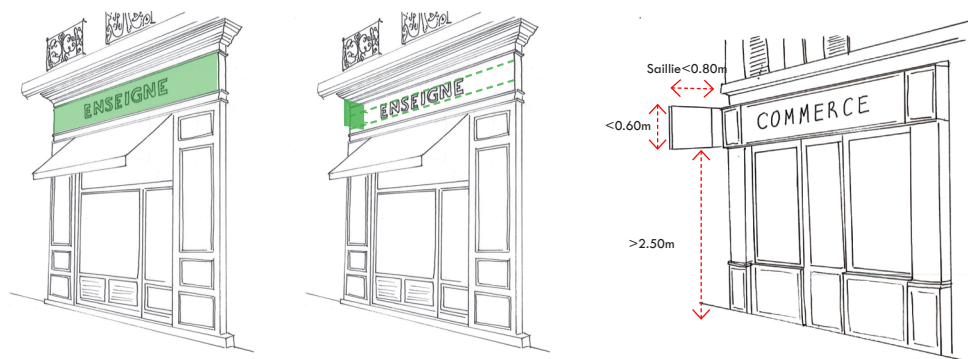 ENSEIGNE
ENSEIGNE
Saillie<0.80m
<0.60m
COMMERCE
>2.50m